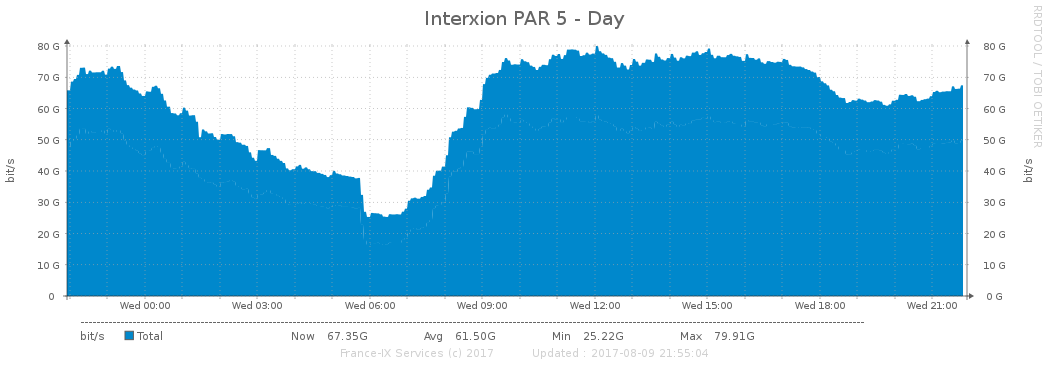 Interxion PAR 5 - Day
RRDTOOL / TOBI OETIKER
80 G 80 G
70 G 70 G
60 G 60 G
50 G 50 G
40 G 40 G
30 G 30 G
20 G 20 G
10 G 10 G
0 0 G
bit/s
bit/s
Wed 00:00 Wed 03:00 Wed 06:00 Wed 09:00 Wed 12:00 Wed 15:00 Wed 18:00 Wed 21:00
bit/s Total Now 67.35G Avg 61.50G Min 25.22G Max 79.91G
France-IX Services (c) 2017 Updated : 2017-08-09 21:55:04